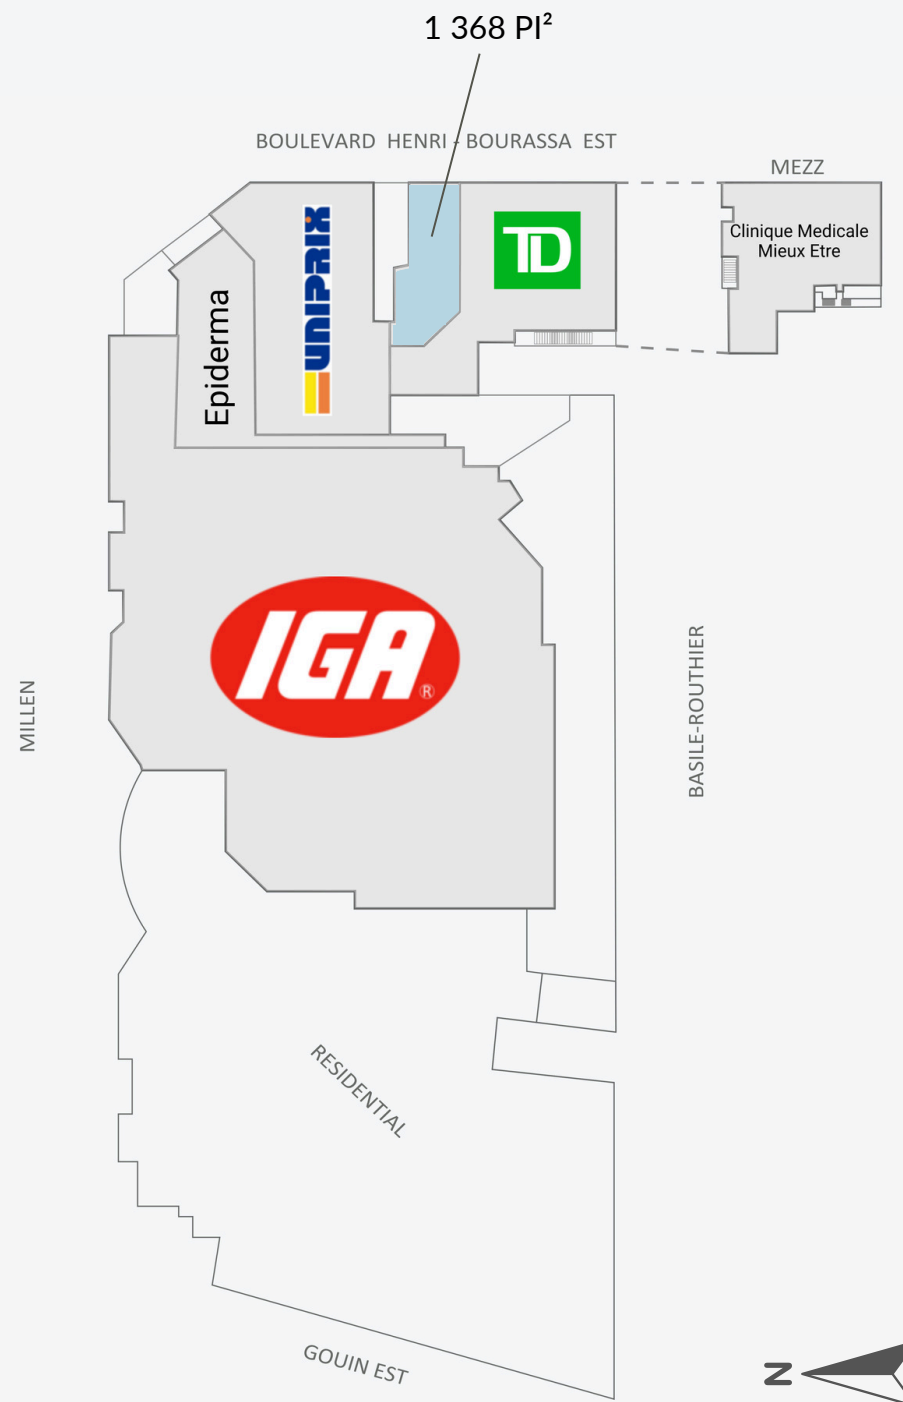 1 368 PI²
BOULEVARD HENRI - BOURASSA EST
MEZZ
Clinique Medicale
Mieux Etre
TD
UNIPRIX
Epiderma
IGA®
MILLEN
BASILE-ROUTHIER
RESIDENTIAL
GOUIN EST
N